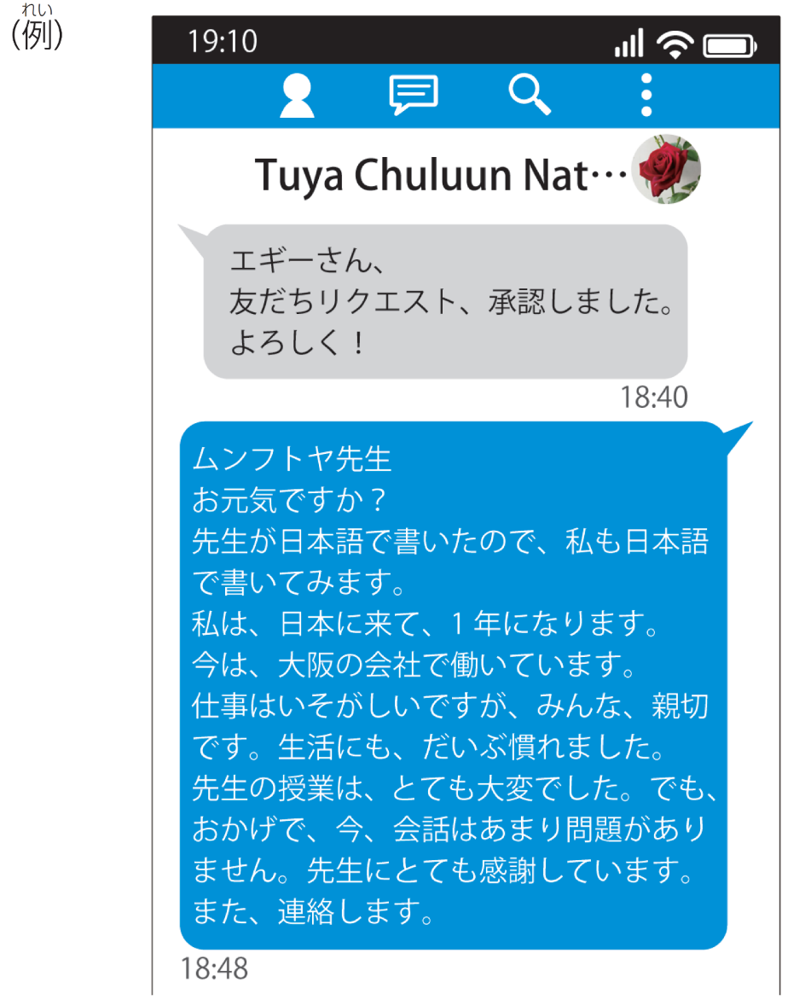 れい
(例)
19:10
Tuya Chuluun Nat…
エギーさん、
友だちリクエスト、承認しました。
よろしく！
18:40
ムンフトヤ先生
お元気ですか？
先生が日本語で書いたので、私も日本語
で書いてみます。
私は、日本に来て、1年になります。
今は、大阪の会社で働いています。
仕事はいそがしいですが、みんな、親切
です。生活にも、だいぶ慣れました。
先生の授業は、とても大変でした。でも、
おかげで、今、会話はあまり問題があり
ません。先生にとても感謝しています。
また、連絡します。
18:48